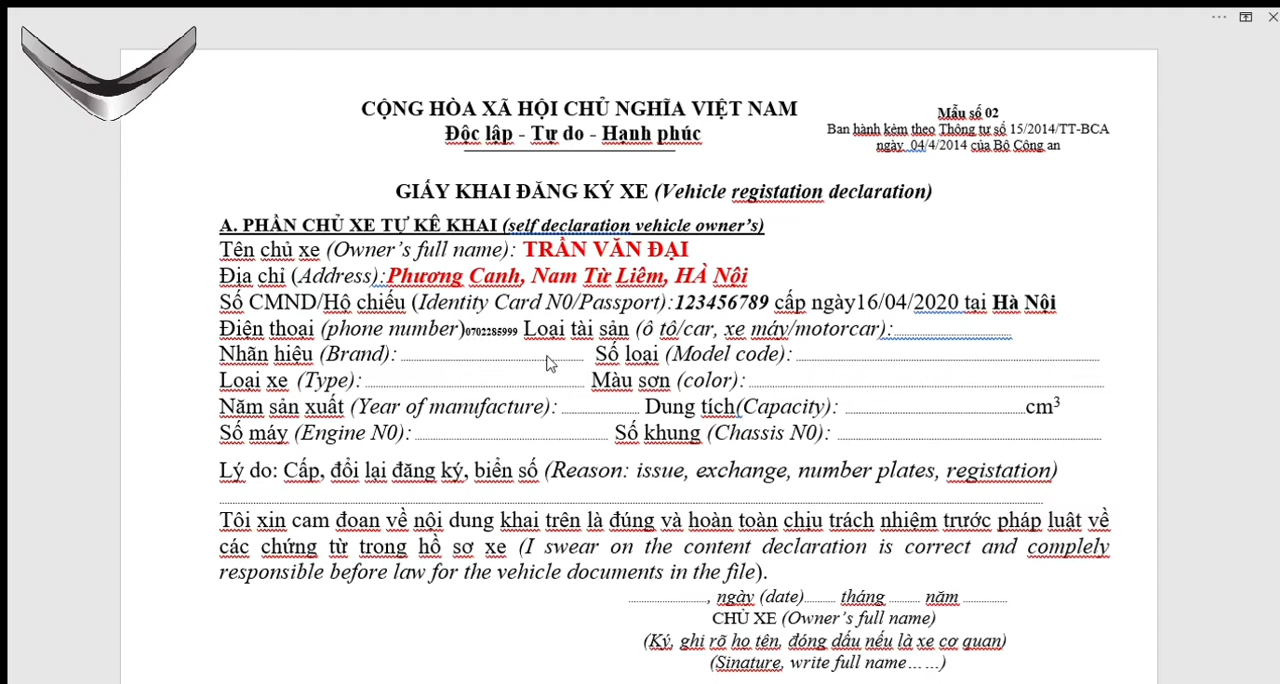 CỘNG HÒA XÃ HỘI CHỦ NGHĨA VIỆT NAM
Độc lập - Tự do - Hạnh phúc
Mẫu số 02
Ban hành kèm theo Thông tư số 15/2014/TT-BCA
ngày 04/4/2014 của Bộ Công an
GIẤY KHAI ĐĂNG KÝ XE (Vehicle registation declaration)
A. PHẦN CHỦ XE TỰ KÊ KHAI (self declaration vehicle owner's)
Tên chủ xe (Owner's full name): TRẦN VĂN ĐẠI
Địa chỉ (Address):Phương Canh, Nam Từ Liêm, HÀ Nội
Số CMND/Hộ chiếu (Identity Card N0/Passport):123456789 cấp ngày16/04/2020 tại Hà Nội
Điện thoại (phone number)0702285999 Loại tài sản (ô tô/car, xe máy/motorcar):
Nhãn hiệu (Brand): Số loại (Model code):
Loại xe (Type): Màu sơn (color):
Năm sản xuất (Year of manufacture): Dung tích(Capacity): cm³
Số máy (Engine N0): Số khung (Chassis N0):
Lý do: Cấp, đổi lại đăng ký, biển số (Reason: issue, exchange, number plates, registation)
Tôi xin cam đoan về nội dung khai trên là đúng và hoàn toàn chịu trách nhiệm trước pháp luật về
các chứng từ trong hồ sơ xe (I swear on the content declaration is correct and complely
responsible before law for the vehicle documents in the file).
, ngày (date) tháng năm
CHỦ XE (Owner's full name)
(Ký, ghi rõ họ tên, đóng dấu nếu là xe cơ quan)
(Sinature, write full name……)